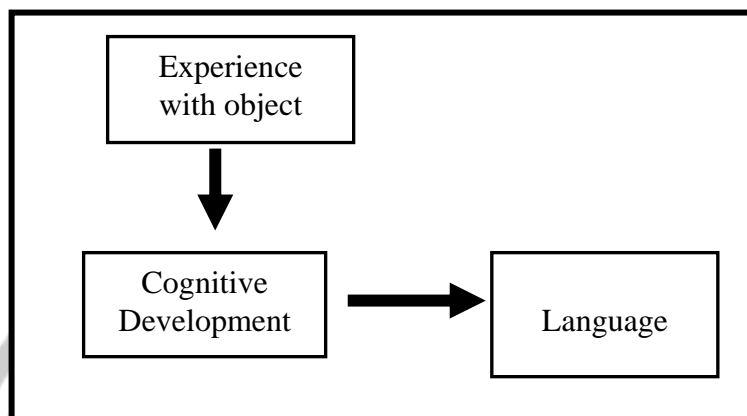 Experience
with object
Cognitive
Development
Language